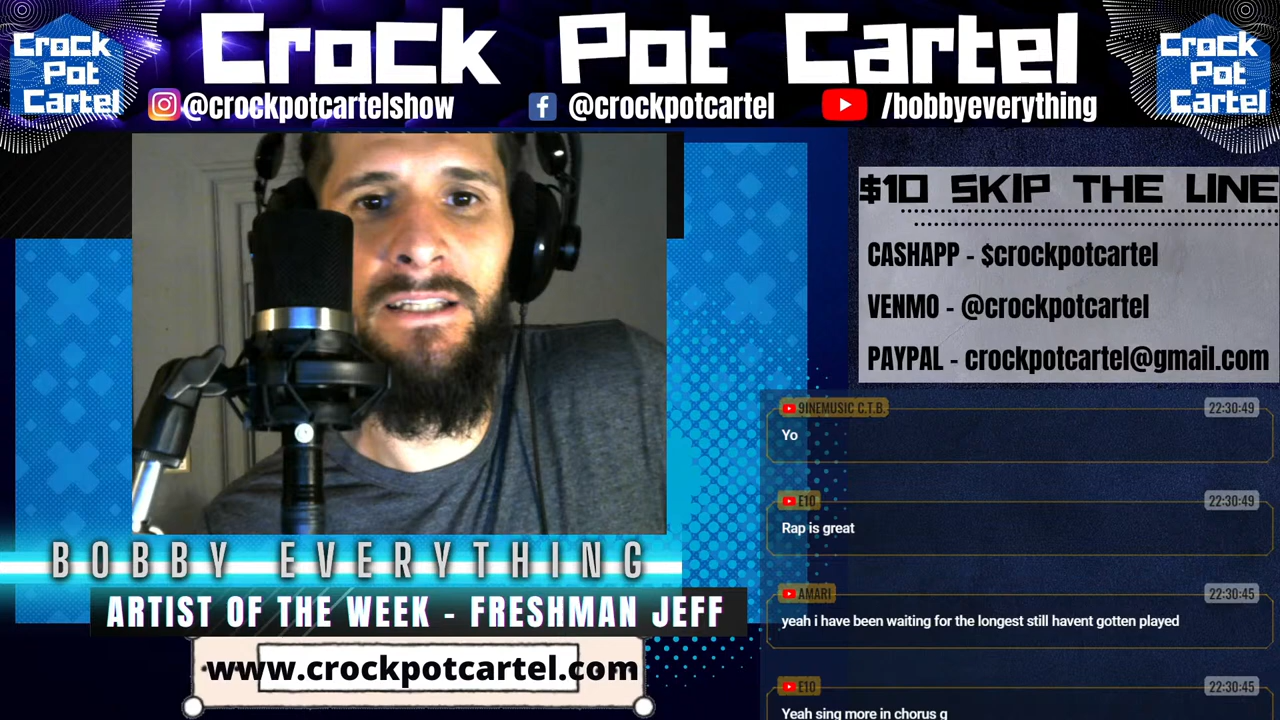 Crock Pot Cartel
@crockpotcartelshow
@crockpotcartel
/bobbyeverything
Crock
Pot
Cartel
Crock
Pot
Cartel
$10 SKIP THE LINE
CASHAPP - $crockpotcartel
VENMO - @crockpotcartel
PAYPAL - crockpotcartel@gmail.com
9INEMUSIC C.T.B. 22:30:49
Yo
E10 22:30:49
Rap is great
AMARI 22:30:45
yeah i have been waiting for the longest still havent gotten played
E10 22:30:45
Yeah sing more in chorus g
BOBBY EVERYTHING
ARTIST OF THE WEEK - FRESHMAN JEFF
www.crockpotcartel.com